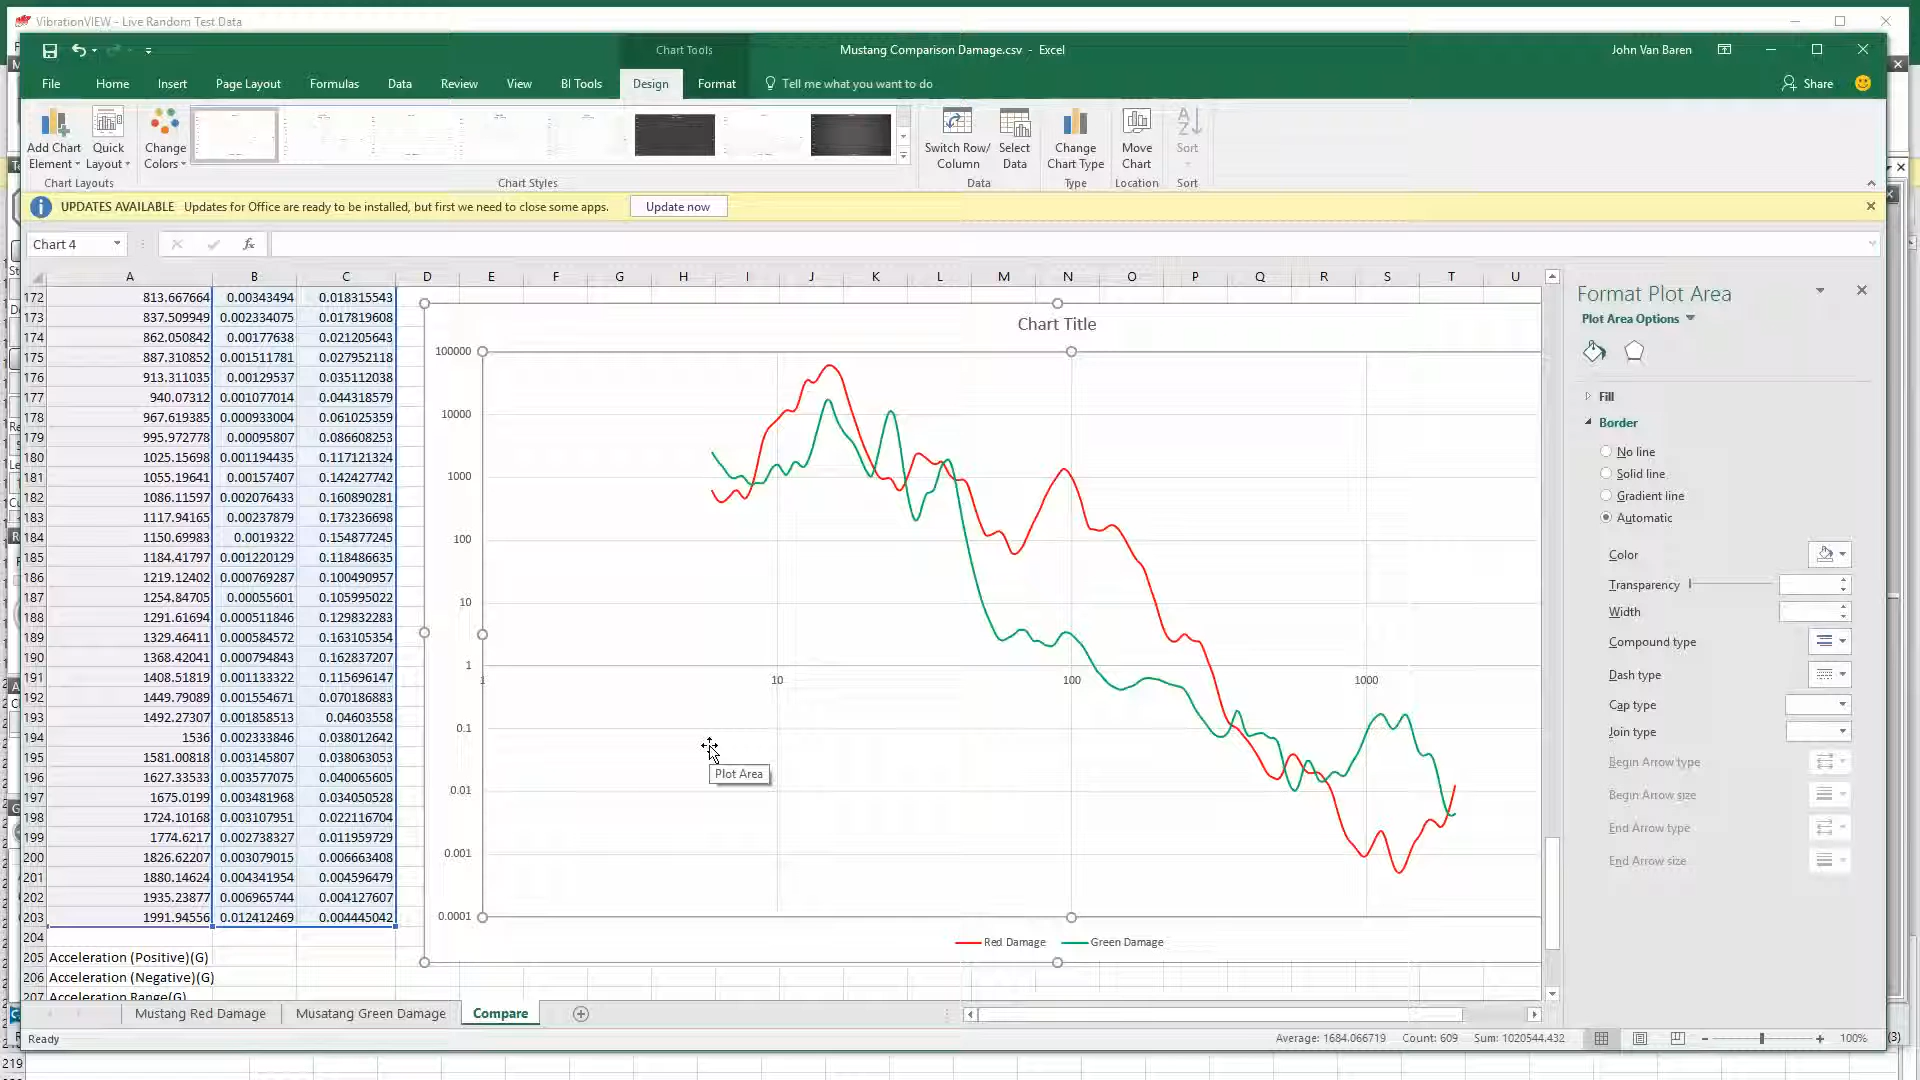 VibrationVIEW - Live Random Test Data
Chart Tools
Mustang Comparison Damage.csv - Excel
John Van Baren
File Home Insert Page Layout Formulas Data Review View BI Tools Design Format Tell me what you want to do
Share
Add Chart Element
Quick Layout
Change Colors
Switch Row/ Column
Select Data
Change Chart Type
Move Chart
Sort
Chart Layouts
Chart Styles
Data
Type
Location
Sort
UPDATES AVAILABLE Updates for Office are ready to be installed, but first we need to close some apps. Update now
Chart 4
fx
A B C D E F G H I J K L M N O P Q R S T U
172 813.667664 0.00343494 0.018315543
173 837.509949 0.002334075 0.017819608
174 862.050842 0.00177638 0.021205643
175 887.310852 0.001511781 0.027952118
176 913.311035 0.00129537 0.035112038
177 940.07312 0.001077014 0.044318579
178 967.619385 0.000933004 0.061025359
179 995.972778 0.00095807 0.086608253
180 1025.15698 0.001194435 0.117121324
181 1055.19641 0.00157407 0.142427742
182 1086.11597 0.002076433 0.160890281
183 1117.94165 0.00237879 0.173236698
184 1150.69983 0.0019322 0.154877245
185 1184.41797 0.001220129 0.118486635
186 1219.12402 0.000769287 0.100490957
187 1254.84705 0.00055601 0.105995022
188 1291.61694 0.000511846 0.129832283
189 1329.46411 0.000584572 0.163105354
190 1368.42041 0.000794843 0.162837207
191 1408.51819 0.001133322 0.115696147
192 1449.79089 0.001554671 0.070186883
193 1492.27307 0.001858513 0.04603558
194 1536 0.002333846 0.038012642
195 1581.00818 0.003145807 0.038063053
196 1627.33533 0.003577075 0.040065605
197 1675.0199 0.003481968 0.034050528
198 1724.10168 0.003107951 0.022116704
199 1774.6217 0.002738327 0.011959729
200 1826.62207 0.003079015 0.006663408
201 1880.14624 0.004341954 0.004596479
202 1935.23877 0.006965744 0.004127607
203 1991.94556 0.012412469 0.004445042
204
205 Acceleration (Positive)(G)
206 Acceleration (Negative)(G)
207 Acceleration Range(G)
Chart Title
100000
10000
1000
100
10
1
0.1
0.01
0.001
0.0001
1 10 100 1000
Plot Area
Red Damage Green Damage
Format Plot Area
Plot Area Options
Fill
Border
No line
Solid line
Gradient line
Automatic
Color
Transparency
Width
Compound type
Dash type
Cap type
Join type
Begin Arrow type
Begin Arrow size
End Arrow type
End Arrow size
Mustang Red Damage Musatang Green Damage Compare
Ready
Average: 1684.066719 Count: 609 Sum: 1020544.432
100%
(3)
219